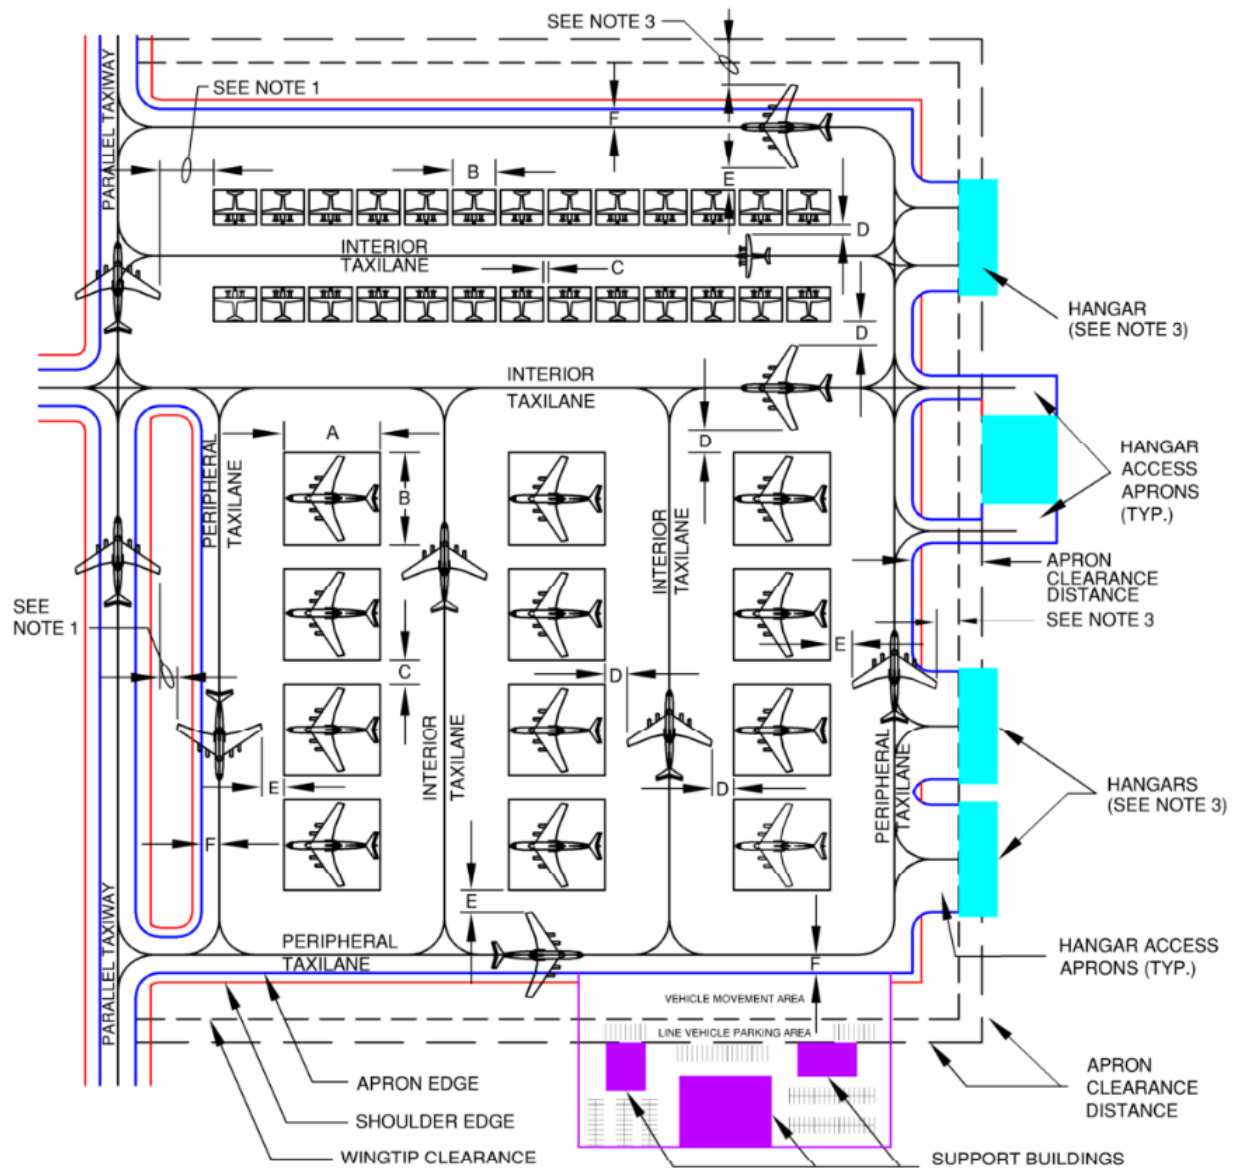 SEE NOTE 3
PARALLEL TAXIWAY
SEE NOTE 1
F
B
E
D
INTERIOR
TAXILANE
C
HANGAR
(SEE NOTE 3)
D
INTERIOR
TAXILANE
A
D
PERIPHERAL
TAXILANE
B
HANGAR
ACCESS
APRONS
(TYP.)
INTERIOR
TAXILANE
APRON
CLEARANCE
DISTANCE
SEE
NOTE 1
SEE NOTE 3
E
C
D
INTERIOR
TAXILANE
PERIPHERAL
TAXILANE
E
D
HANGARS
(SEE NOTE 3)
F
E
PARALLEL TAXIWAY
PERIPHERAL
TAXILANE
F
HANGAR ACCESS
APRONS (TYP.)
VEHICLE MOVEMENT AREA
LINE VEHICLE PARKING AREA
APRON EDGE
APRON
CLEARANCE
DISTANCE
SHOULDER EDGE
WINGTIP CLEARANCE
SUPPORT BUILDINGS